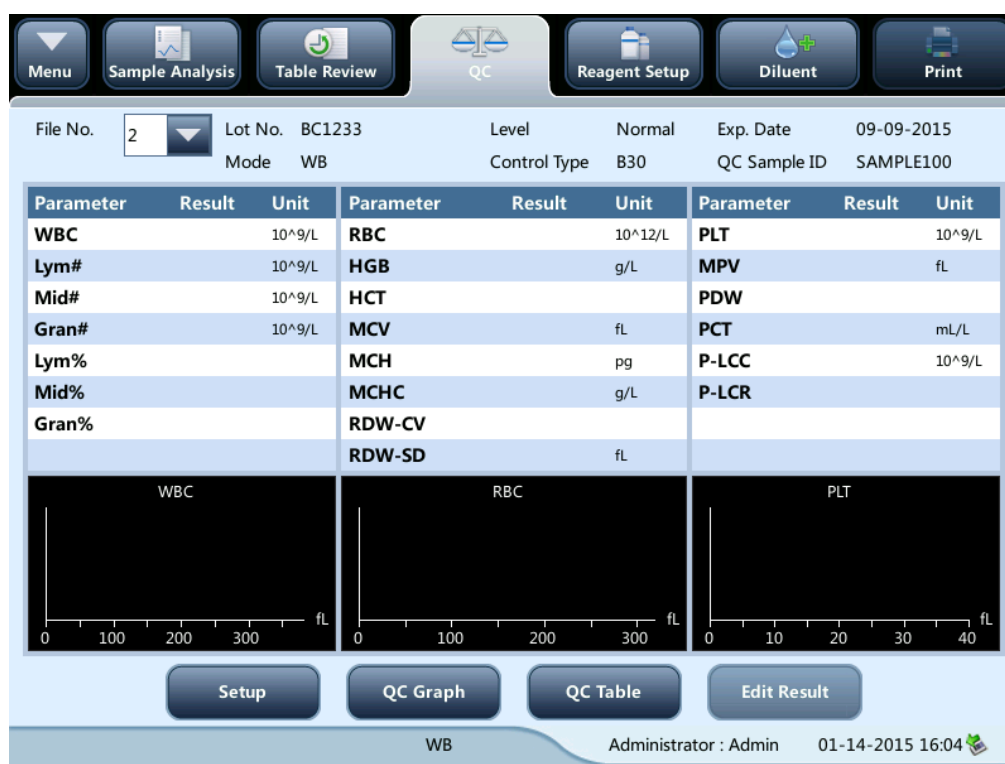 Menu Sample Analysis Table Review QC Reagent Setup Diluent Print
File No. 2 Lot No. BC1233 Level Normal Exp. Date 09-09-2015
Mode WB Control Type B30 QC Sample ID SAMPLE100
Parameter Result Unit Parameter Result Unit Parameter Result Unit
WBC 10^9/L RBC 10^12/L PLT 10^9/L
Lym# 10^9/L HGB g/L MPV fL
Mid# 10^9/L HCT PDW
Gran# 10^9/L MCV fL PCT mL/L
Lym% MCH pg P-LCC 10^9/L
Mid% MCHC g/L P-LCR
Gran% RDW-CV
RDW-SD fL
WBC RBC PLT
fL fL fL
0 100 200 300 0 100 200 300 0 10 20 30 40
Setup QC Graph QC Table Edit Result
WB Administrator : Admin 01-14-2015 16:04